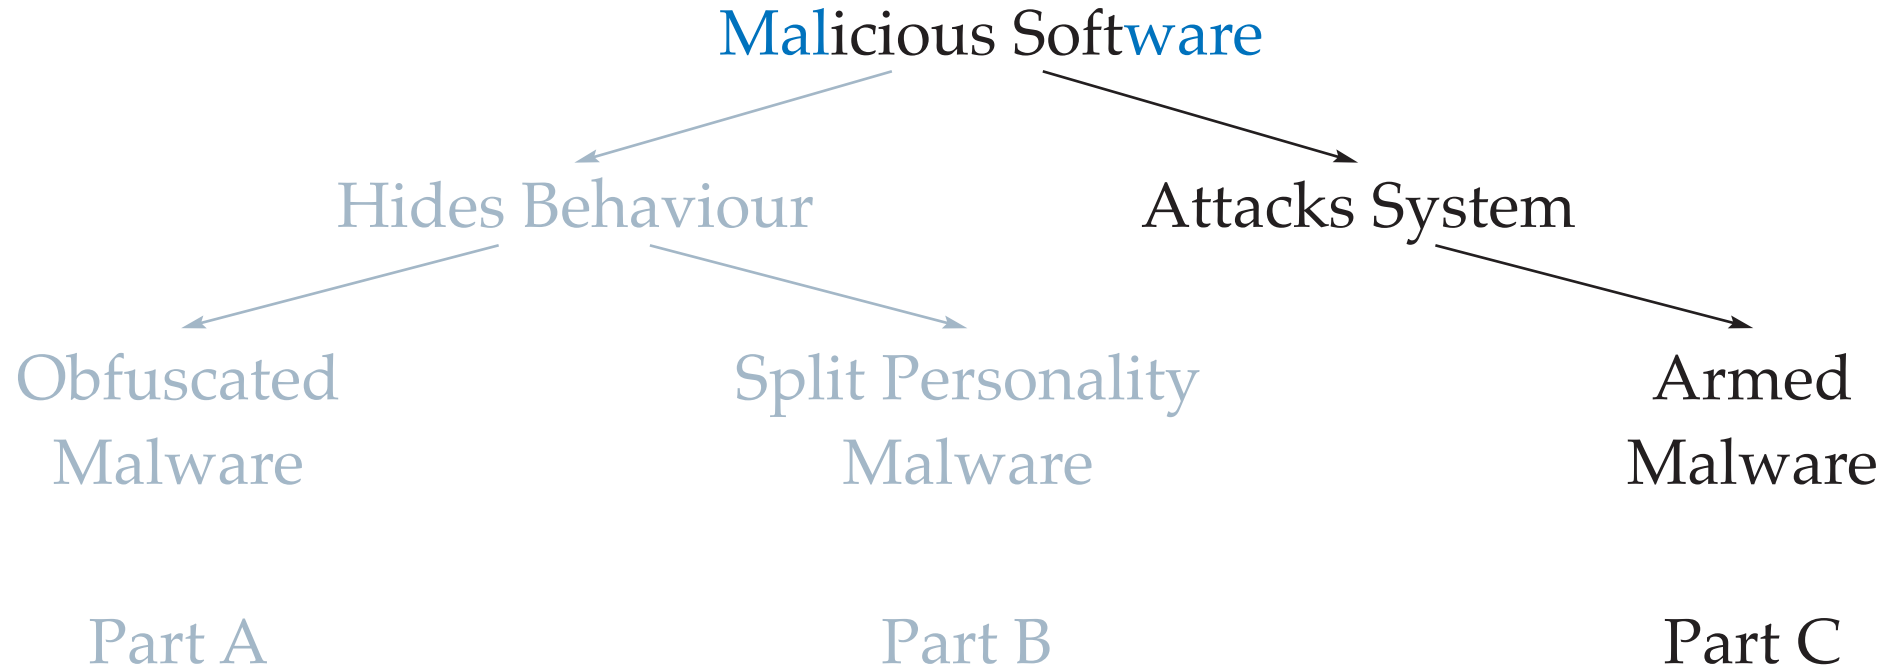 Malicious Software
Hides Behaviour
Attacks System
Obfuscated
Malware
Split Personality
Malware
Armed
Malware
Part A
Part B
Part C